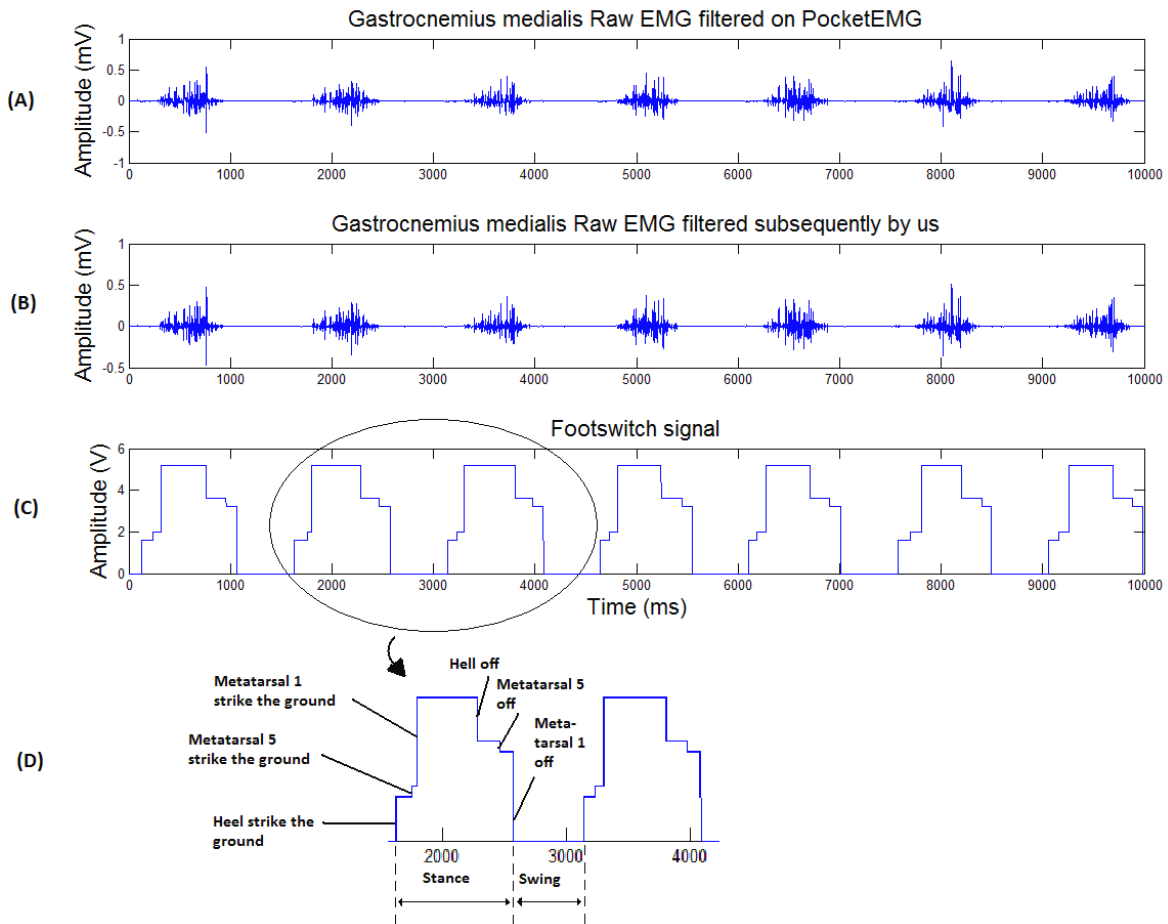 Gastrocnemius medialis Raw EMG filtered on PocketEMG
(A)
Amplitude (mV)
1
0.5
0
-0.5
-1
0 1000 2000 3000 4000 5000 6000 7000 8000 9000 10000
Gastrocnemius medialis Raw EMG filtered subsequently by us
(B)
Amplitude (mV)
1
0.5
0
-0.5
0 1000 2000 3000 4000 5000 6000 7000 8000 9000 10000
Footswitch signal
(C)
Amplitude (V)
6
4
2
0
0 1000 2000 3000 4000 5000 6000 7000 8000 9000 10000
Time (ms)
(D)
Metatarsal 1
strike the ground
Metatarsal 5
strike the ground
Heel strike the
ground
Hell off
Metatarsal 5
off
Meta-
tarsal 1
off
2000 3000 4000
Stance Swing